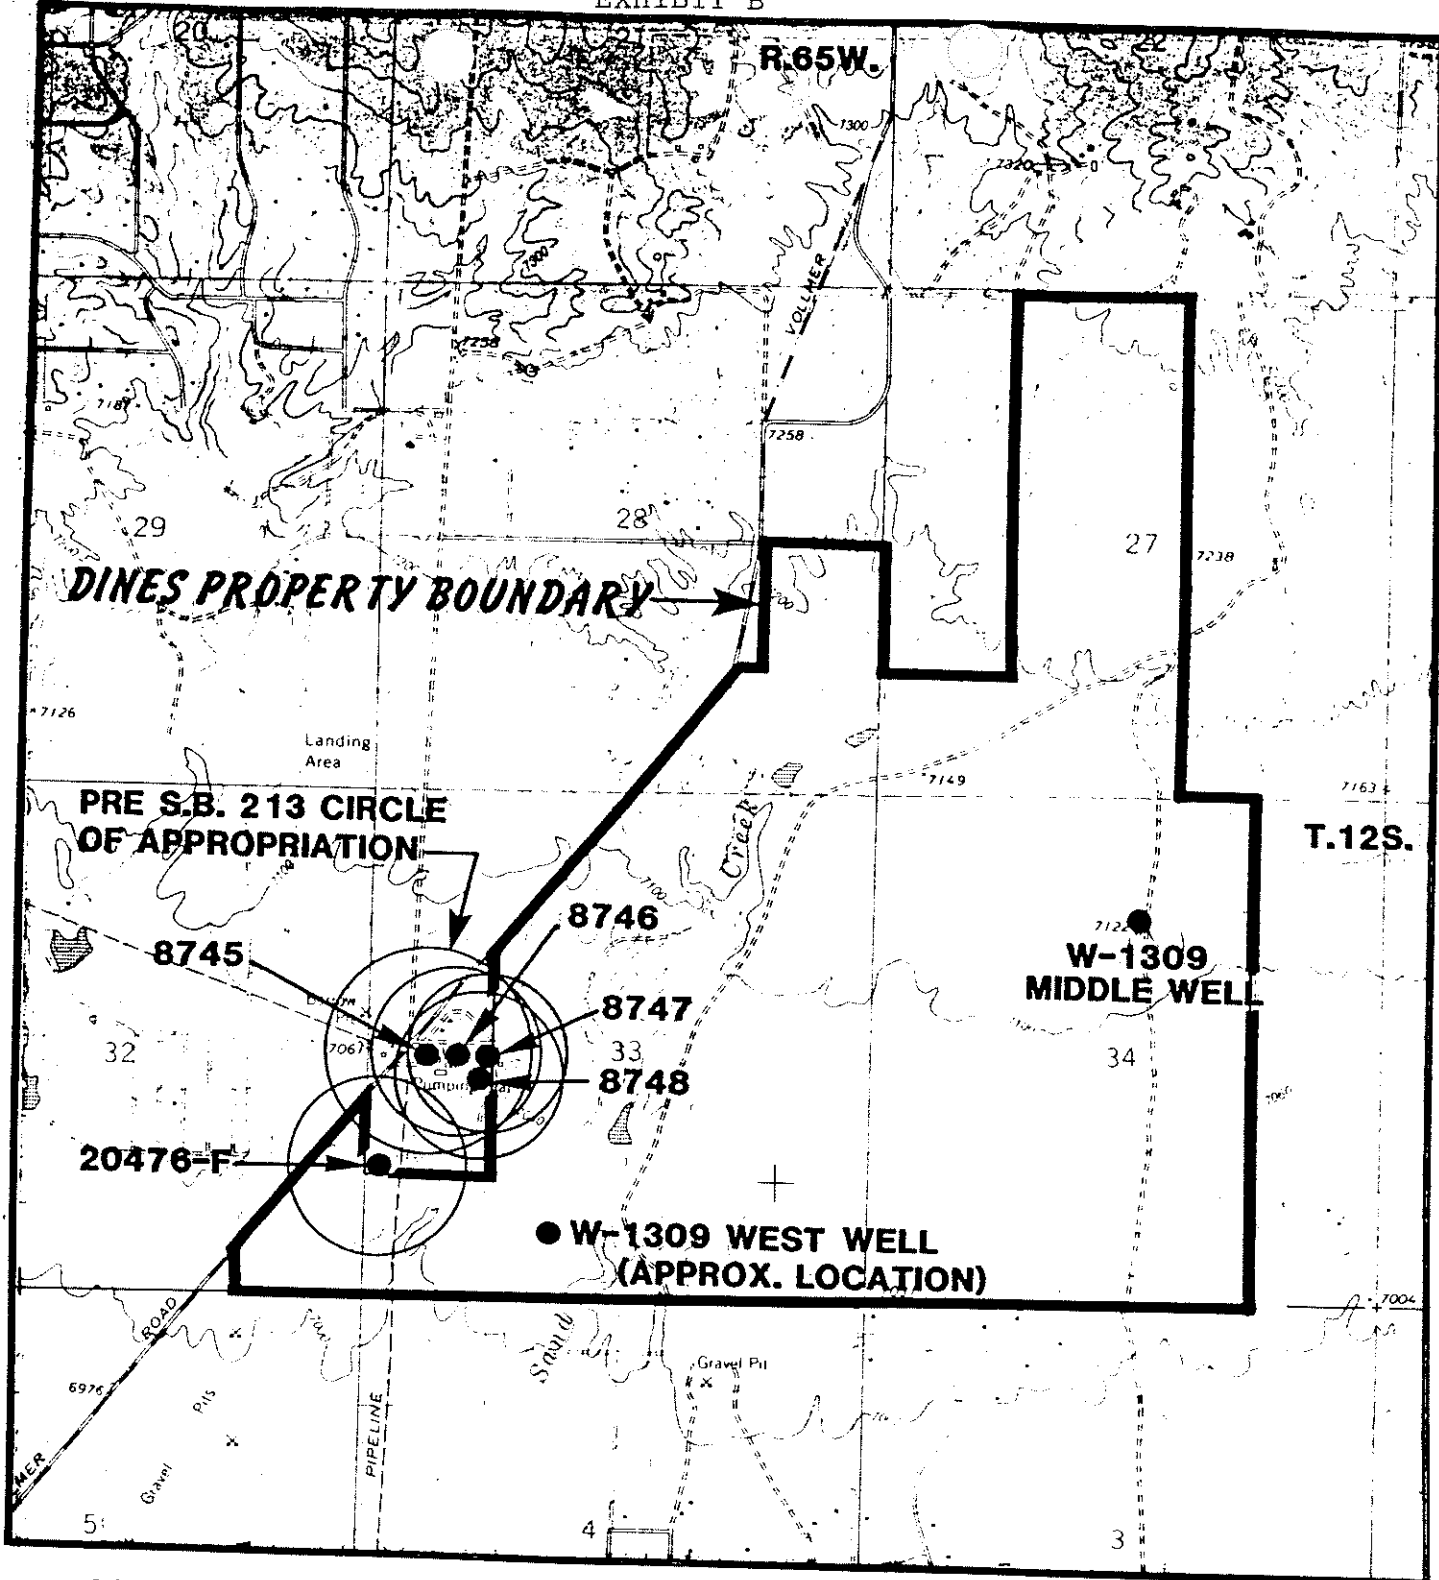 EXHIBIT B
20
22
R.65W.
7300
7320
7300
VOLLMER
7258
7258
29
28
27
7238
DINES PROPERTY BOUNDARY
7126
Landing
Area
7149
7163
PRE S.B. 213 CIRCLE
OF APPROPRIATION
T.12S.
Creek
7100
7100
8746
8745
7122
W-1309
MIDDLE WELL
8747
32
7067
33
34
8748
20476-F
W-1309 WEST WELL
(APPROX. LOCATION)
7004
ROAD
Sand
Gravel Pit
6976
Gravel
Pits
PIPELINE
MER
5
4
3